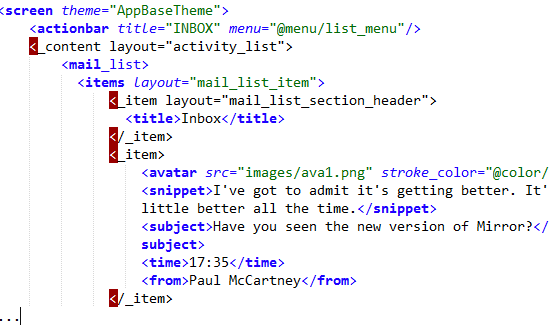 <screen theme="AppBaseTheme">
<actionbar title="INBOX" menu="@menu/list_menu"/>
<_content layout="activity_list">
<mail_list>
<items layout="mail_list_item">
<_item layout="mail_list_section_header">
<title>Inbox</title>
</_item>
<_item>
<avatar src="images/ava1.png" stroke_color="@color/
<snippet>I've got to admit it's getting better. It'
little better all the time.</snippet>
<subject>Have you seen the new version of Mirror?</
subject>
<time>17:35</time>
<from>Paul McCartney</from>
</_item>
...